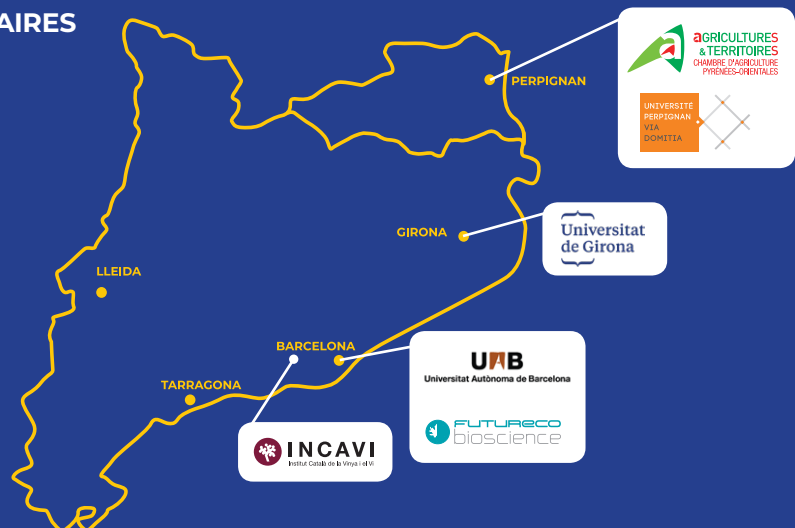 AIRES
PERPIGNAN
aGRICULTURES
& TERRITOIRES
CHAMBRE D'AGRICULTURE
PYRÉNÉES-ORIENTALES
UNIVERSITÉ
PERPIGNAN
VIA
DOMITIA
GIRONA
Universitat
de Girona
LLEIDA
BARCELONA
UAB
Universitat Autònoma de Barcelona
FUTURECO
bioscience
TARRAGONA
INCAVI
Institut Català de la Vinya i el Vi